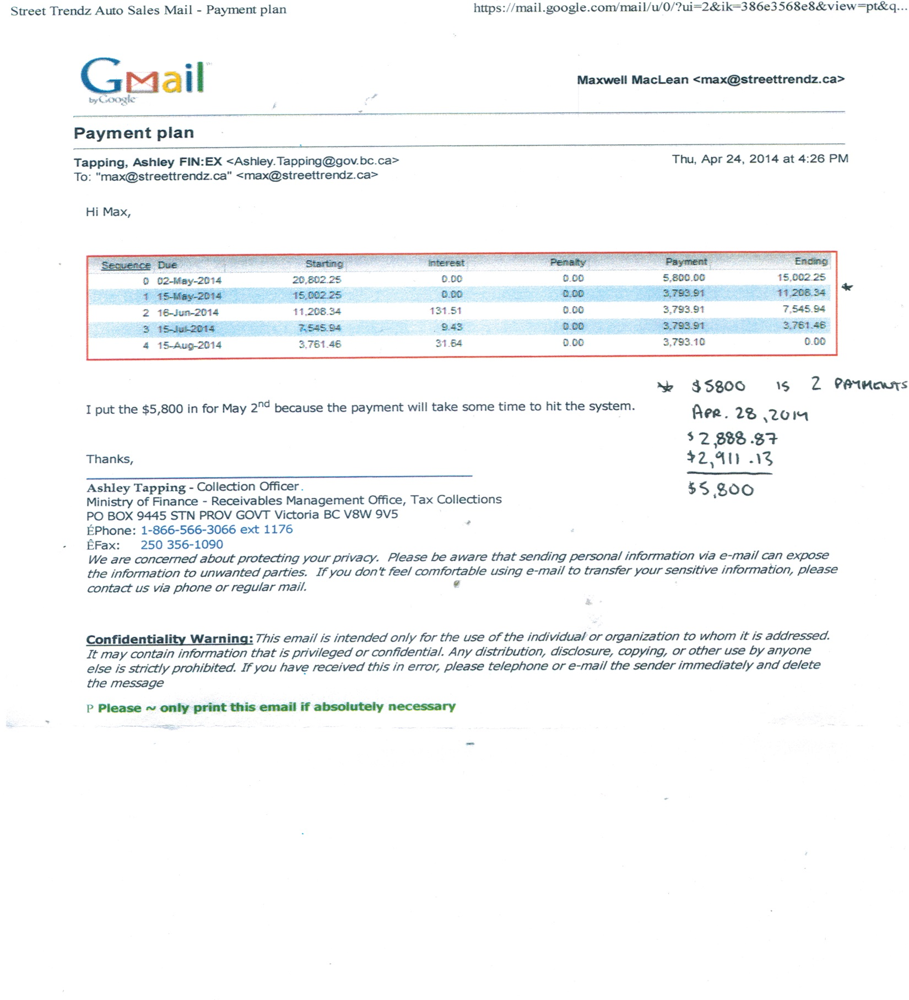 Street Trendz Auto Sales Mail - Payment plan
https://mail.google.com/mail/u/0/?ui=2&ik=386e3568e8&view=pt&q...
Gmail™
by Google
Maxwell MacLean <max@streettrendz.ca>
Payment plan
Tapping, Ashley FIN:EX <Ashley.Tapping@gov.bc.ca>
Thu, Apr 24, 2014 at 4:26 PM
To: "max@streettrendz.ca" <max@streettrendz.ca>
Hi Max,
Sequence Due Starting Interest Penalty Payment Ending
0 02-May-2014 20,802.25 0.00 0.00 5,800.00 15,002.25
1 15-May-2014 15,002.25 0.00 0.00 3,793.91 11,208.34
2 16-Jun-2014 11,208.34 131.51 0.00 3,793.91 7,545.94
3 15-Jul-2014 7,545.94 9.43 0.00 3,793.91 3,761.46
4 15-Aug-2014 3,761.46 31.64 0.00 3,793.10 0.00
$5800 IS 2 PAYMENTS
I put the $5,800 in for May 2nd because the payment will take some time to hit the system.
APR. 28, 2014
$2,888.87
$2,911.13
$5,800
Thanks,
Ashley Tapping - Collection Officer.
Ministry of Finance - Receivables Management Office, Tax Collections
PO BOX 9445 STN PROV GOVT Victoria BC V8W 9V5
ÉPhone: 1-866-566-3066 ext 1176
ÊFax: 250 356-1090
We are concerned about protecting your privacy. Please be aware that sending personal information via e-mail can expose
the information to unwanted parties. If you don't feel comfortable using e-mail to transfer your sensitive information, please
contact us via phone or regular mail.
Confidentiality Warning: This email is intended only for the use of the individual or organization to whom it is addressed.
It may contain information that is privileged or confidential. Any distribution, disclosure, copying, or other use by anyone
else is strictly prohibited. If you have received this in error, please telephone or e-mail the sender immediately and delete
the message
P Please ~ only print this email if absolutely necessary